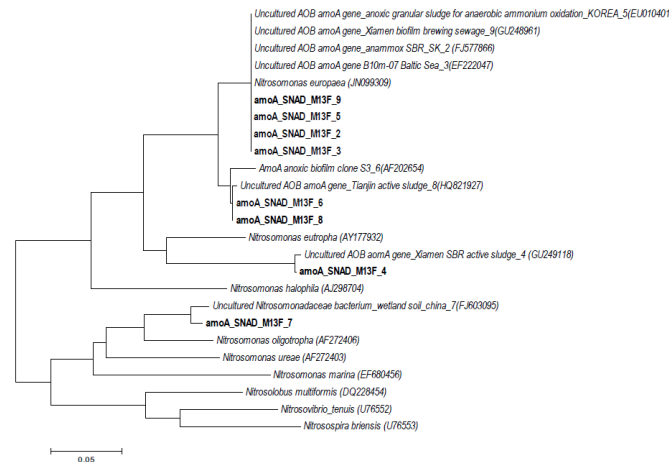 Uncultured AOB amoA gene_anoxic granular sludge for anaerobic ammonium oxidation_KOREA_5(EU010401
Uncultured AOB amoA gene_Xiamen biofilm brewing sewage_9(GU248961)
Uncultured AOB amoA gene_anammox SBR_SK_2 (FJ577866)
Uncultured AOB amoA gene B10m-07 Baltic Sea_3(EF222047)
Nitrosomonas europaea (JN099309)
amoA_SNAD_M13F_9
amoA_SNAD_M13F_5
amoA_SNAD_M13F_2
amoA_SNAD_M13F_3
AmoA anoxic biofilm clone S3_6(AF202654)
Uncultured AOB amoA gene_Tianjin active sludge_8(HQ821927)
amoA_SNAD_M13F_6
amoA_SNAD_M13F_8
Nitrosomonas eutropha (AY177932)
Uncultured AOB aomA gene_Xiamen SBR active sludge_4 (GU249118)
amoA_SNAD_M13F_4
Nitrosomonas halophila (AJ298704)
Uncultured Nitrosomonadaceae bacterium_wetland soil_china_7(FJ603095)
amoA_SNAD_M13F_7
Nitrosomonas oligotropha (AF272406)
Nitrosomonas ureae (AF272403)
Nitrosomonas marina (EF680456)
Nitrosolobus multiformis (DQ228454)
Nitrosovibrio_tenuis (U76552)
Nitrosospira briensis (U76553)
0.05